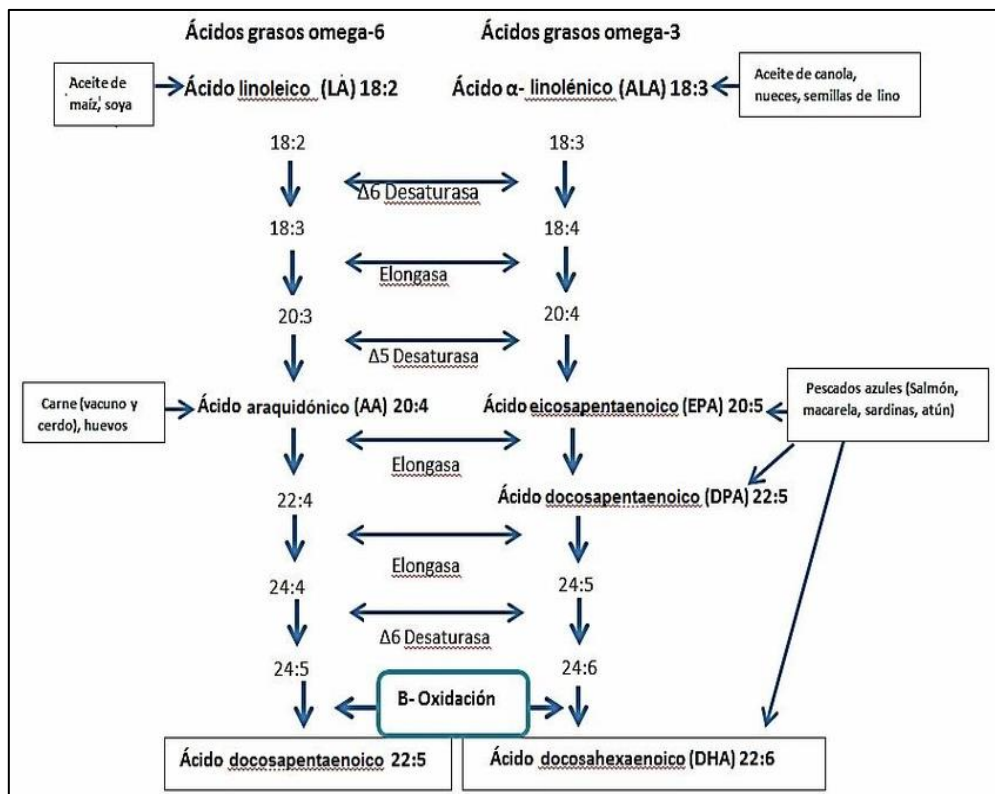 Ácidos grasos omega-6
Ácidos grasos omega-3
Aceite de
maíz, soya
Ácido linoleico (LA) 18:2
Ácido α- linolénico (ALA) 18:3
Aceite de canola,
nueces, semillas de lino
18:2
18:3
Δ6 Desaturasa
18:3
18:4
Elongasa
20:3
20:4
Δ5 Desaturasa
Carne (vacuno y
cerdo), huevos
Ácido araquidónico (AA) 20:4
Ácido eicosapentaenoico (EPA) 20:5
Pescados azules (Salmón,
macarela, sardinas, atún)
Elongasa
22:4
Ácido docosapentaenoico (DPA) 22:5
Elongasa
24:4
24:5
Δ6 Desaturasa
24:5
24:6
B- Oxidación
Ácido docosapentaenoico 22:5
Ácido docosahexaenoico (DHA) 22:6